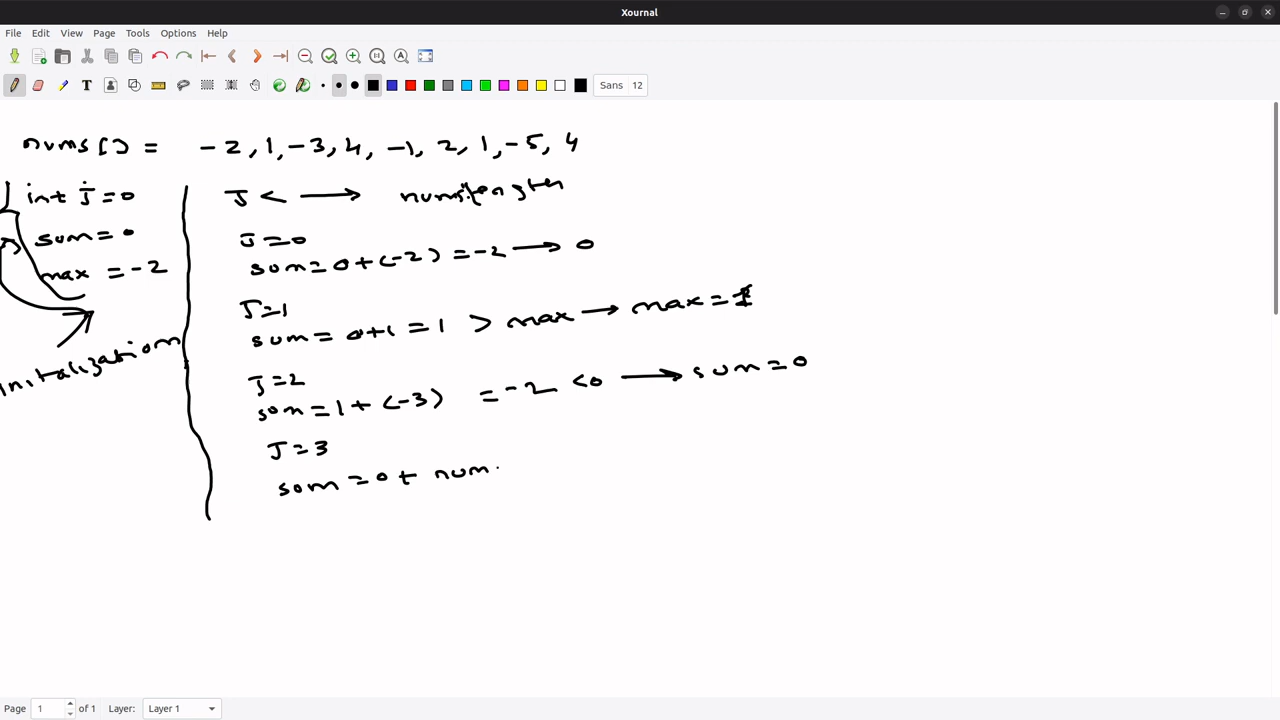 Xournal
File Edit View Page Tools Options Help
Sans 12
nums[] = -2, 1, -3, 4, -1, 2, 1, -5, 4
int j=0
sum=0
max = -2
initalization
J < → nums.length
J=0
sum=0+(-2) =-2 → 0
J=1
sum= 0+1 = 1 > max → max=1
J=2
sum=1+(-3) =-2 <0 → sum=0
J=3
sum=0+ num.
Page 1 of 1 Layer: Layer 1